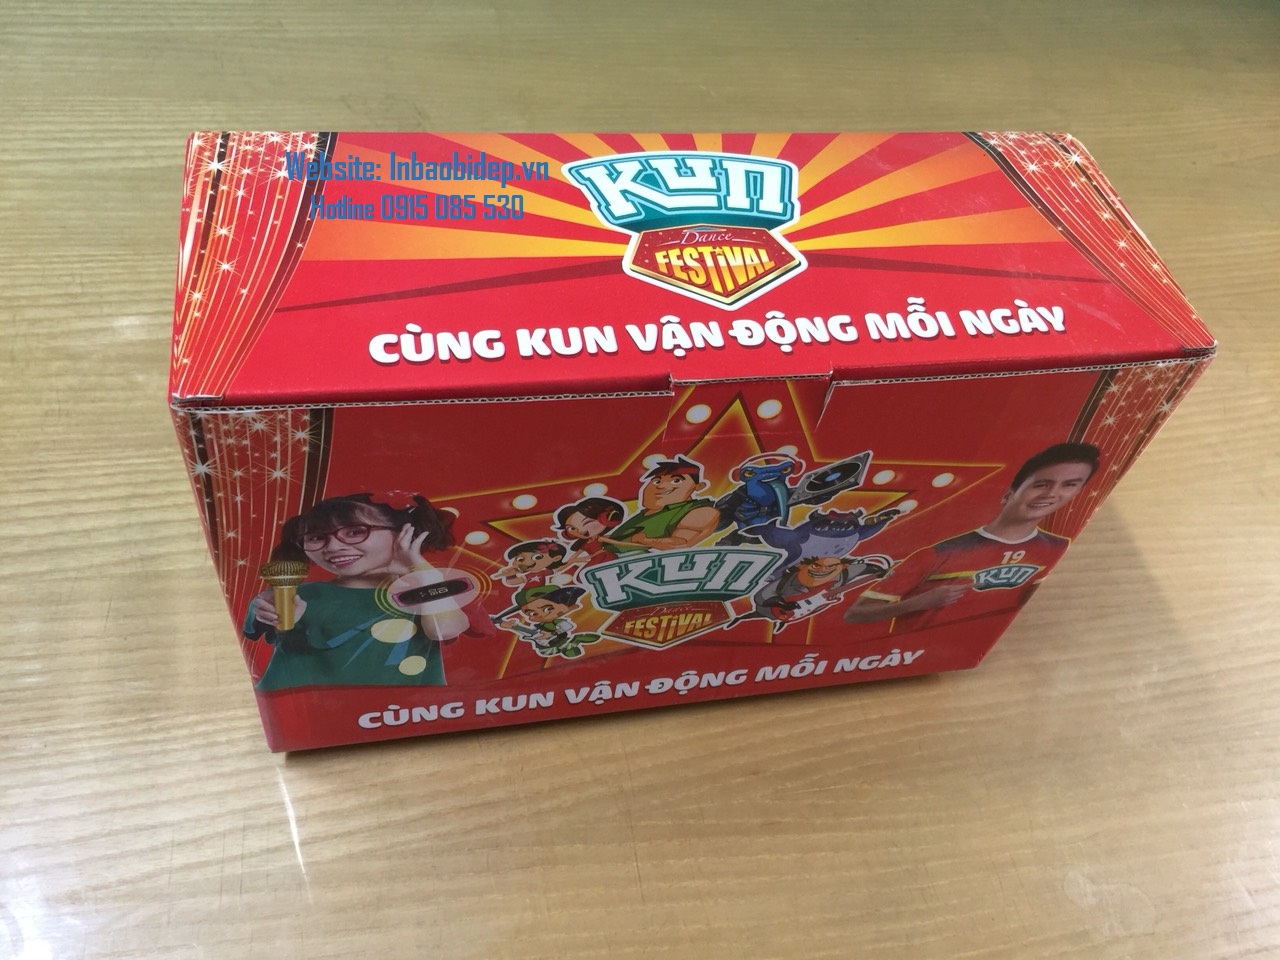 Website: Inbaobidep.vn
Hotline 0915 085 530
KUN
Dance
FESTIVAL
CÙNG KUN VẬN ĐỘNG MỖI NGÀY
19
KUN
KUN
Dance
FESTIVAL
CÙNG KUN VẬN ĐỘNG MỖI NGÀY